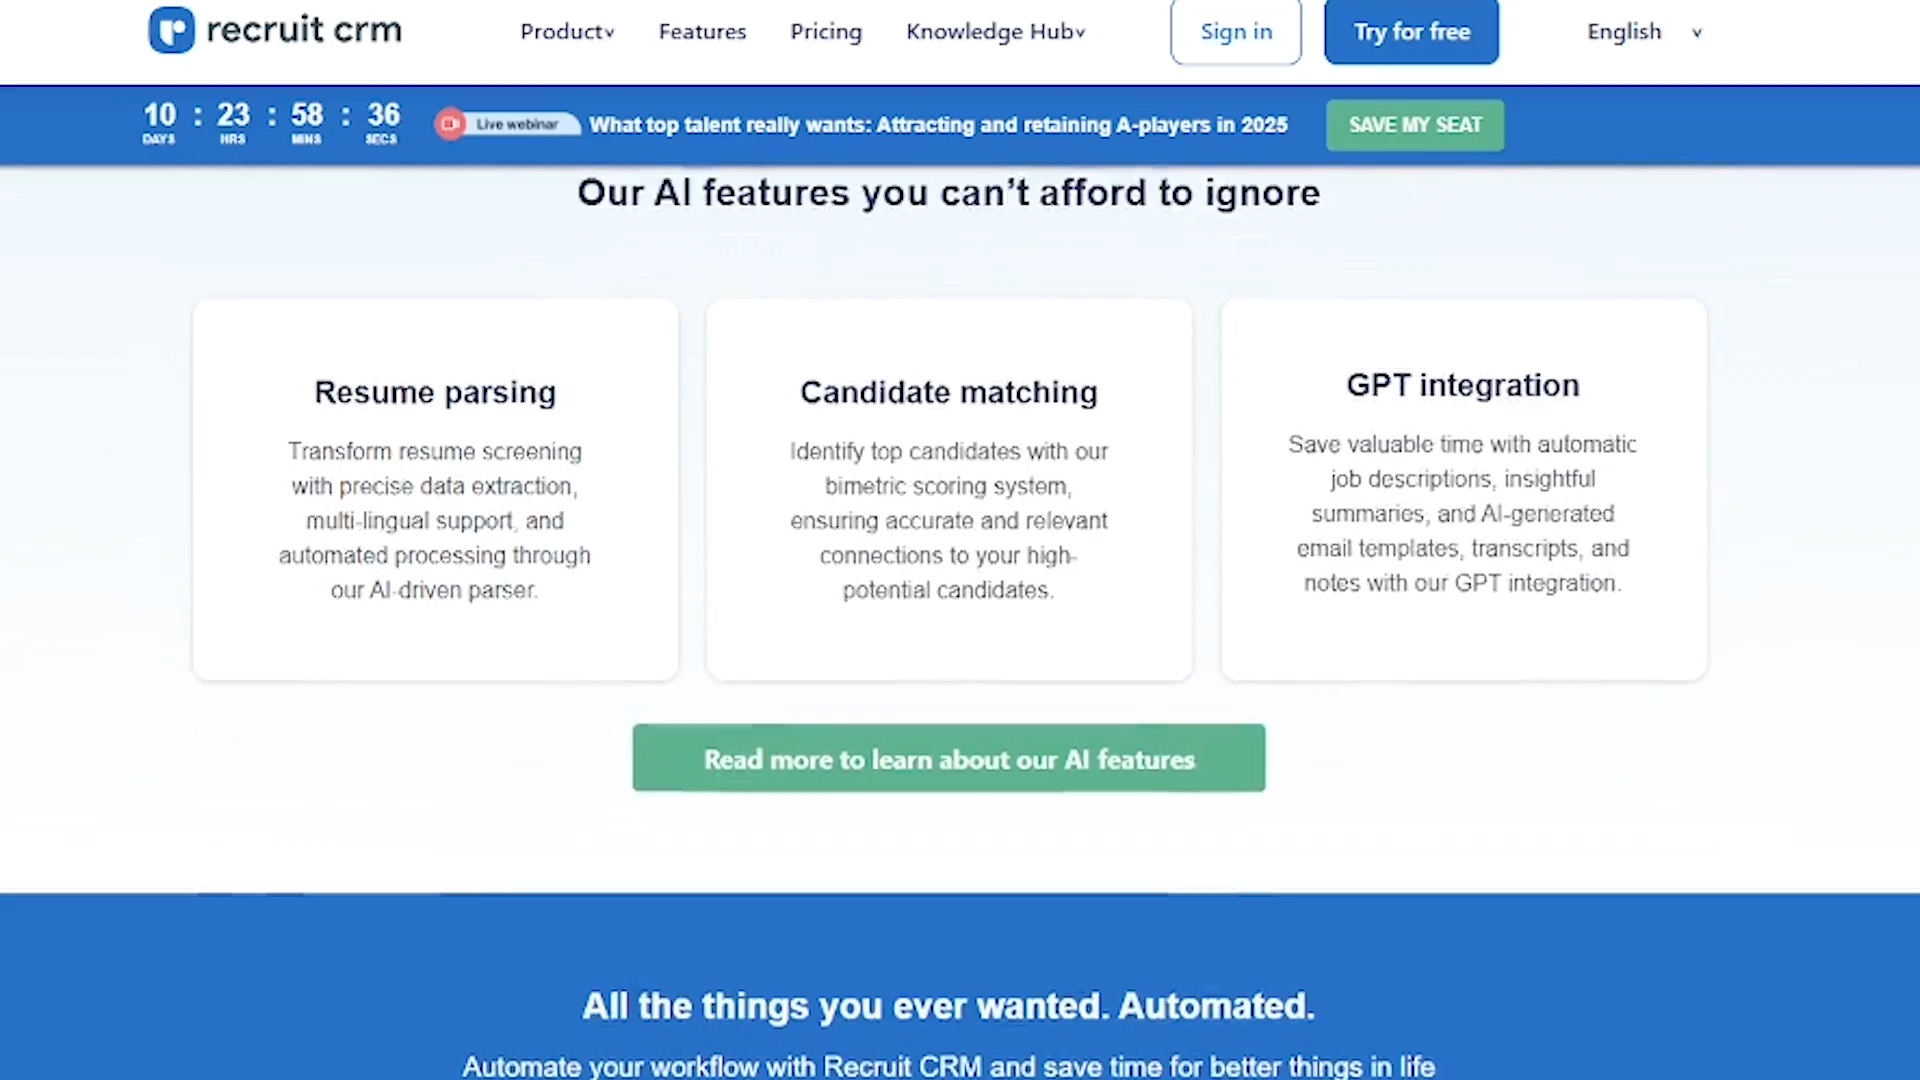 recruit crm
Product
Features
Pricing
Knowledge Hub
Sign in
Try for free
English
10 : 23 : 58 : 36
DAYS HRS MINS SECS
Live webinar
What top talent really wants: Attracting and retaining A-players in 2025
SAVE MY SEAT
Our AI features you can’t afford to ignore
Resume parsing
Transform resume screening
with precise data extraction,
multi-lingual support, and
automated processing through
our AI-driven parser.
Candidate matching
Identify top candidates with our
bimetric scoring system,
ensuring accurate and relevant
connections to your high-
potential candidates.
GPT integration
Save valuable time with automatic
job descriptions, insightful
summaries, and AI-generated
email templates, transcripts, and
notes with our GPT integration.
Read more to learn about our AI features
All the things you ever wanted. Automated.
Automate your workflow with Recruit CRM and save time for better things in life